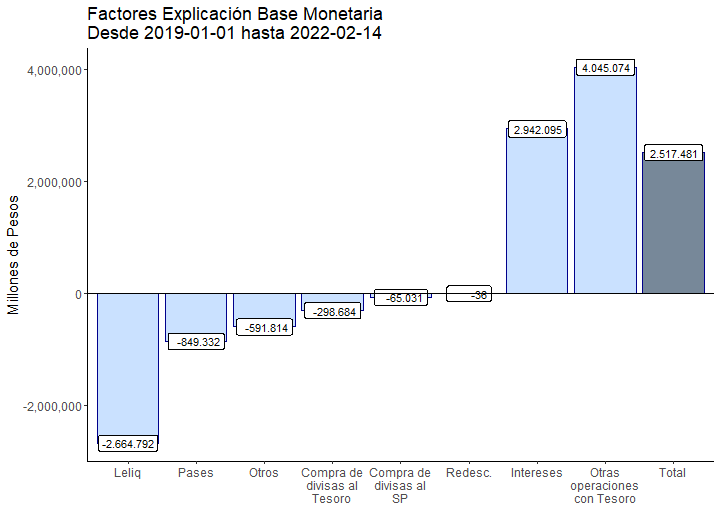 Factores Explicación Base Monetaria
Desde 2019-01-01 hasta 2022-02-14
Millones de Pesos
4,000,000
2,000,000
0
-2,000,000
-2.664.792
-849.332
-591.814
-298.684
-65.031
-36
2.942.095
4.045.074
2.517.481
Leliq
Pases
Otros
Compra de
divisas al
Tesoro
Compra de
divisas al
SP
Redesc.
Intereses
Otras
operaciones
con Tesoro
Total